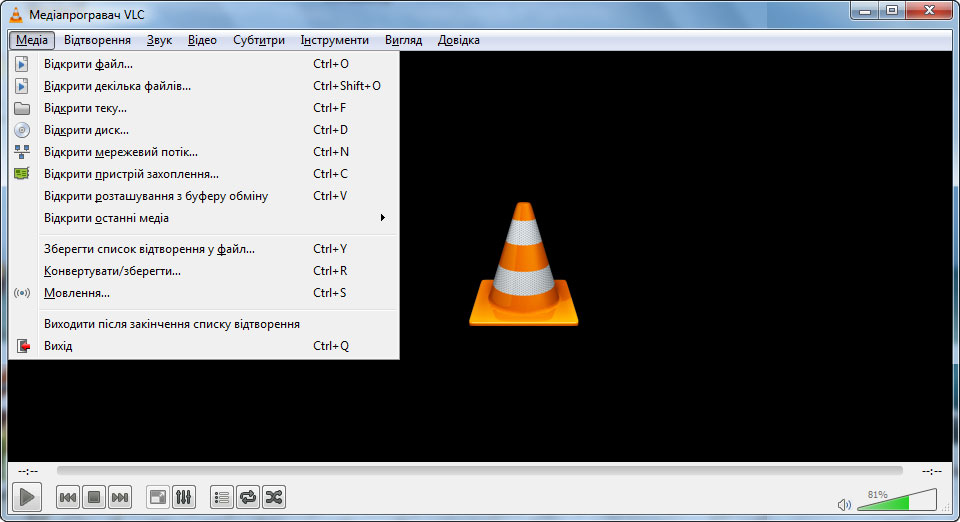 Медіапрогравач VLC
Медіа Відтворення Звук Відео Субтитри Інструменти Вигляд Довідка
Відкрити файл... Ctrl+O
Відкрити декілька файлів... Ctrl+Shift+O
Відкрити теку... Ctrl+F
Відкрити диск... Ctrl+D
Відкрити мережевий потік... Ctrl+N
Відкрити пристрій захоплення... Ctrl+C
Відкрити розташування з буферу обміну Ctrl+V
Відкрити останні медіа
Зберегти список відтворення у файл... Ctrl+Y
Конвертувати/зберегти... Ctrl+R
Мовлення... Ctrl+S
Виходити після закінчення списку відтворення
Вихід Ctrl+Q
--:-- --:--
81%